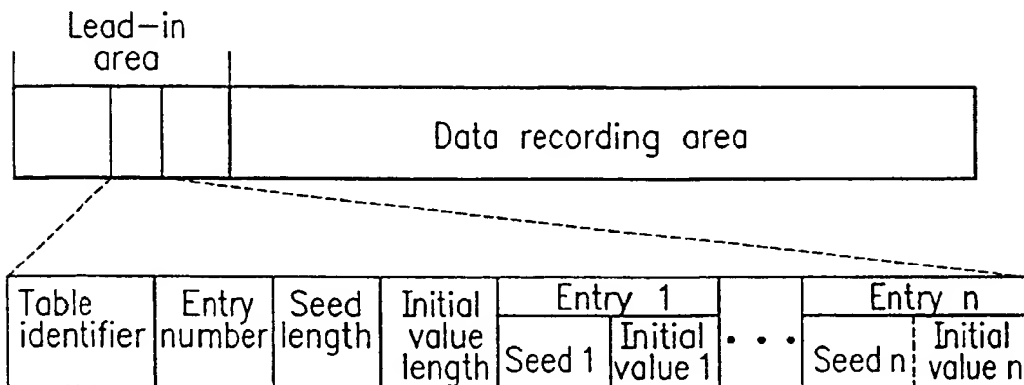 Lead-in
area
Data recording area
Table
identifier
Entry
number
Seed
length
Initial
value
length
Entry 1
Seed 1
Initial
value 1
• • •
Entry n
Seed n
Initial
value n